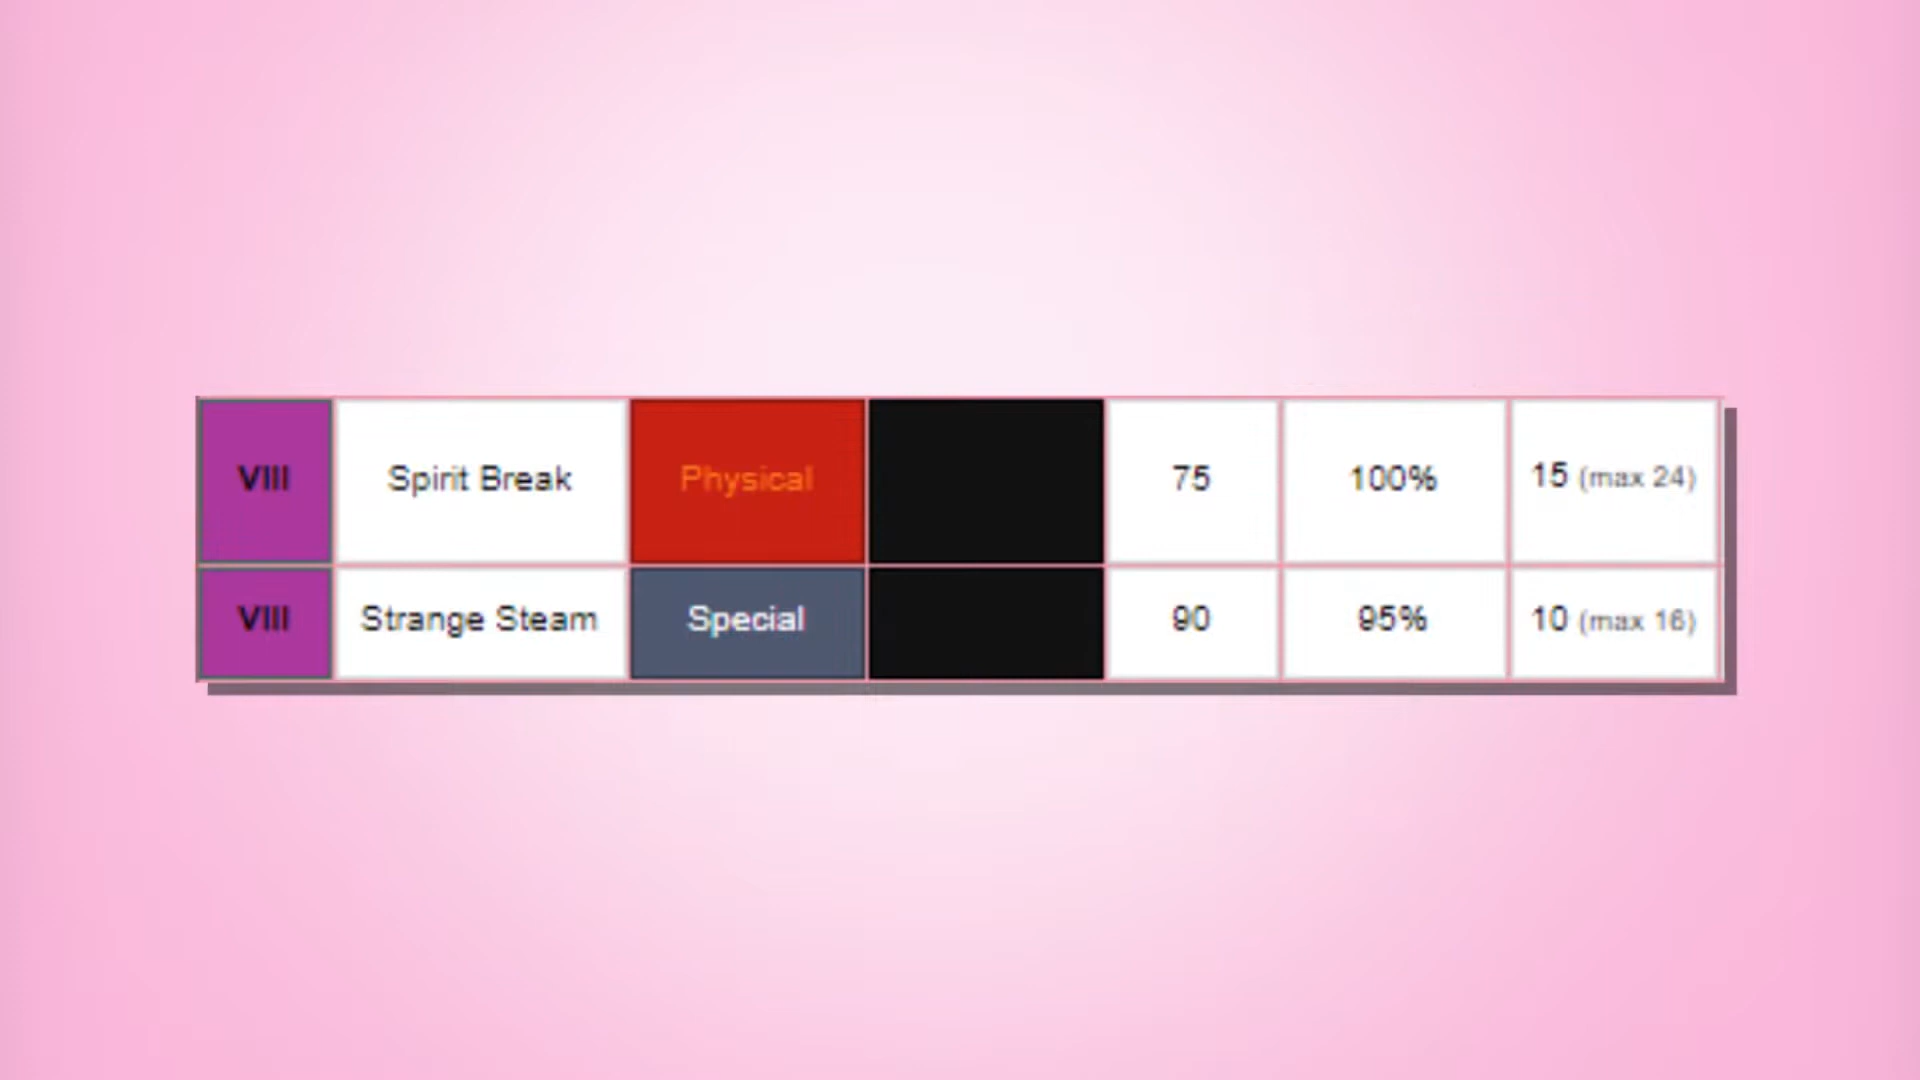 VIII Spirit Break Physical 75 100% 15 (max 24)
VIII Strange Steam Special 90 95% 10 (max 16)